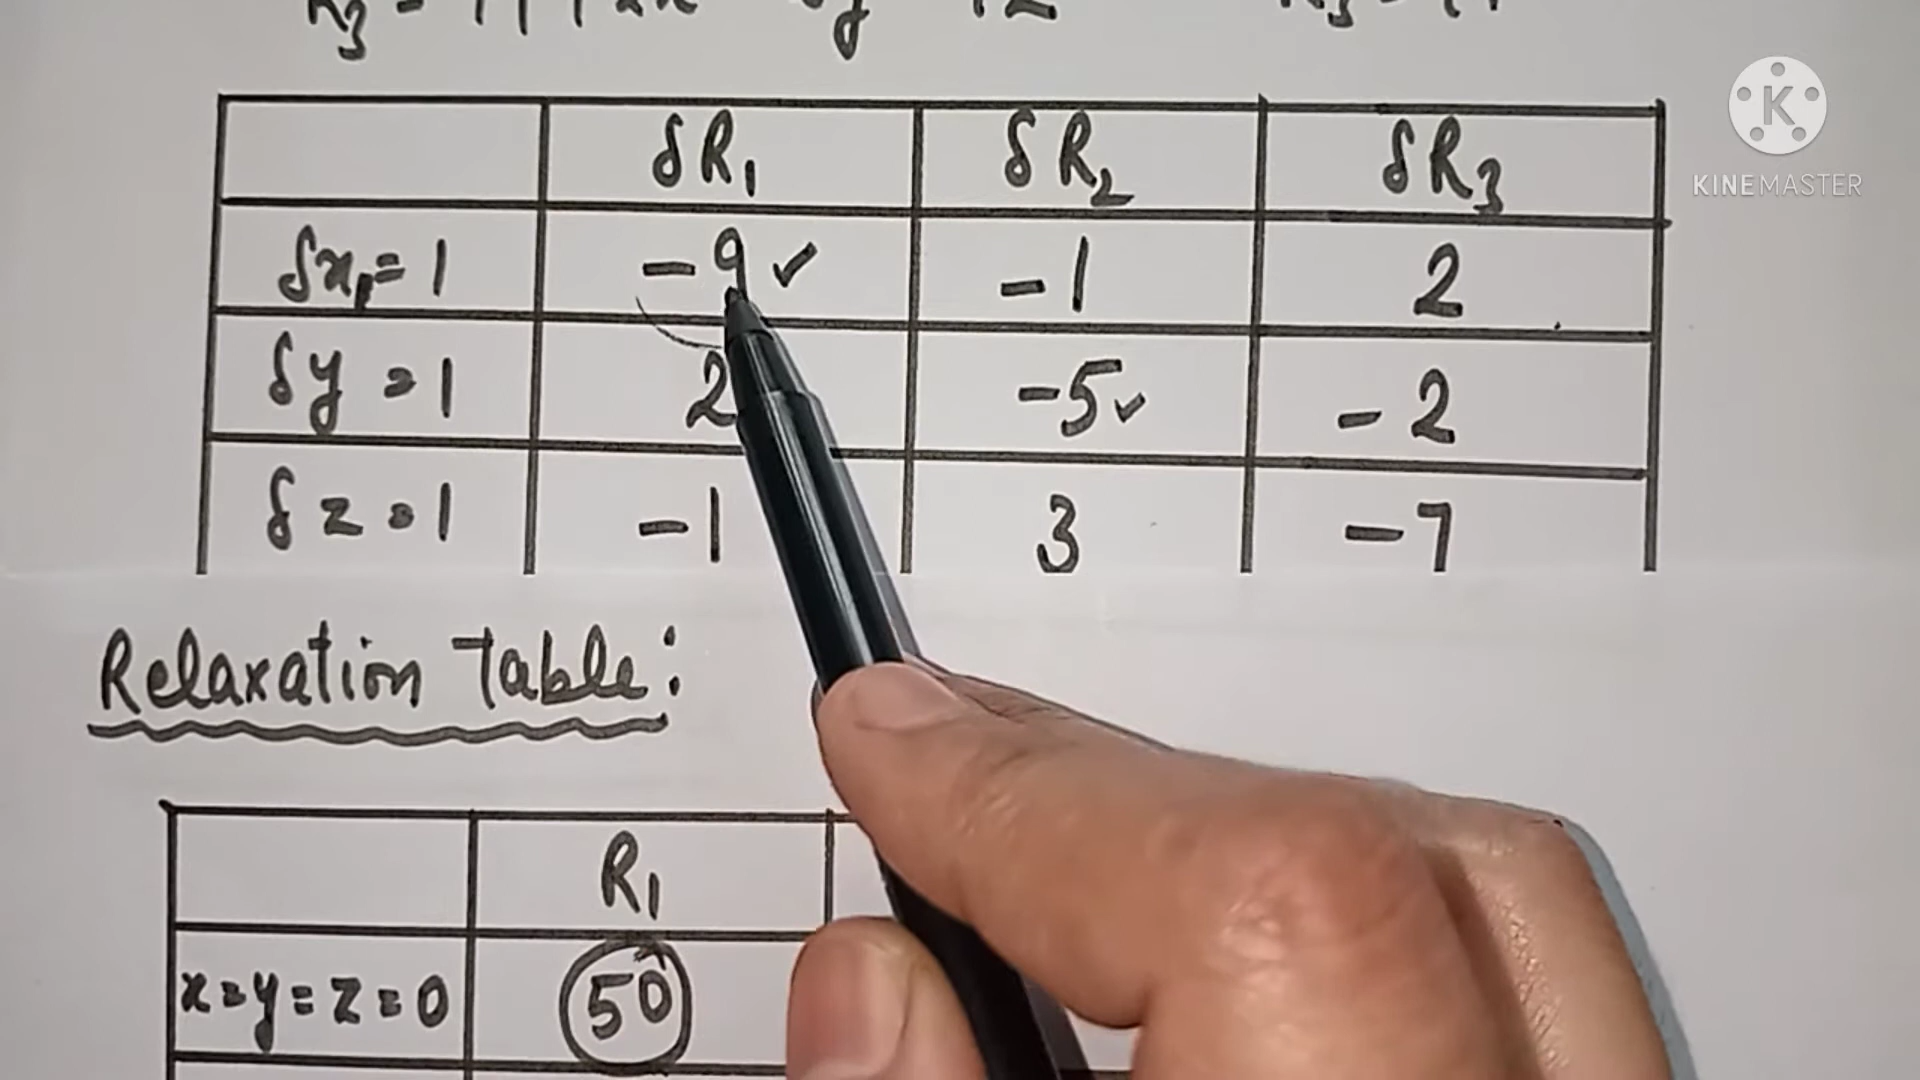 δR₁ δR₂ δR₃
δx₁=1 -9✓ -1 2
δy=1 2 -5✓ -2
δz=1 -1 3 -7
Relaxation Table:
R₁
x=y=z=0 50
K
KINEMASTER